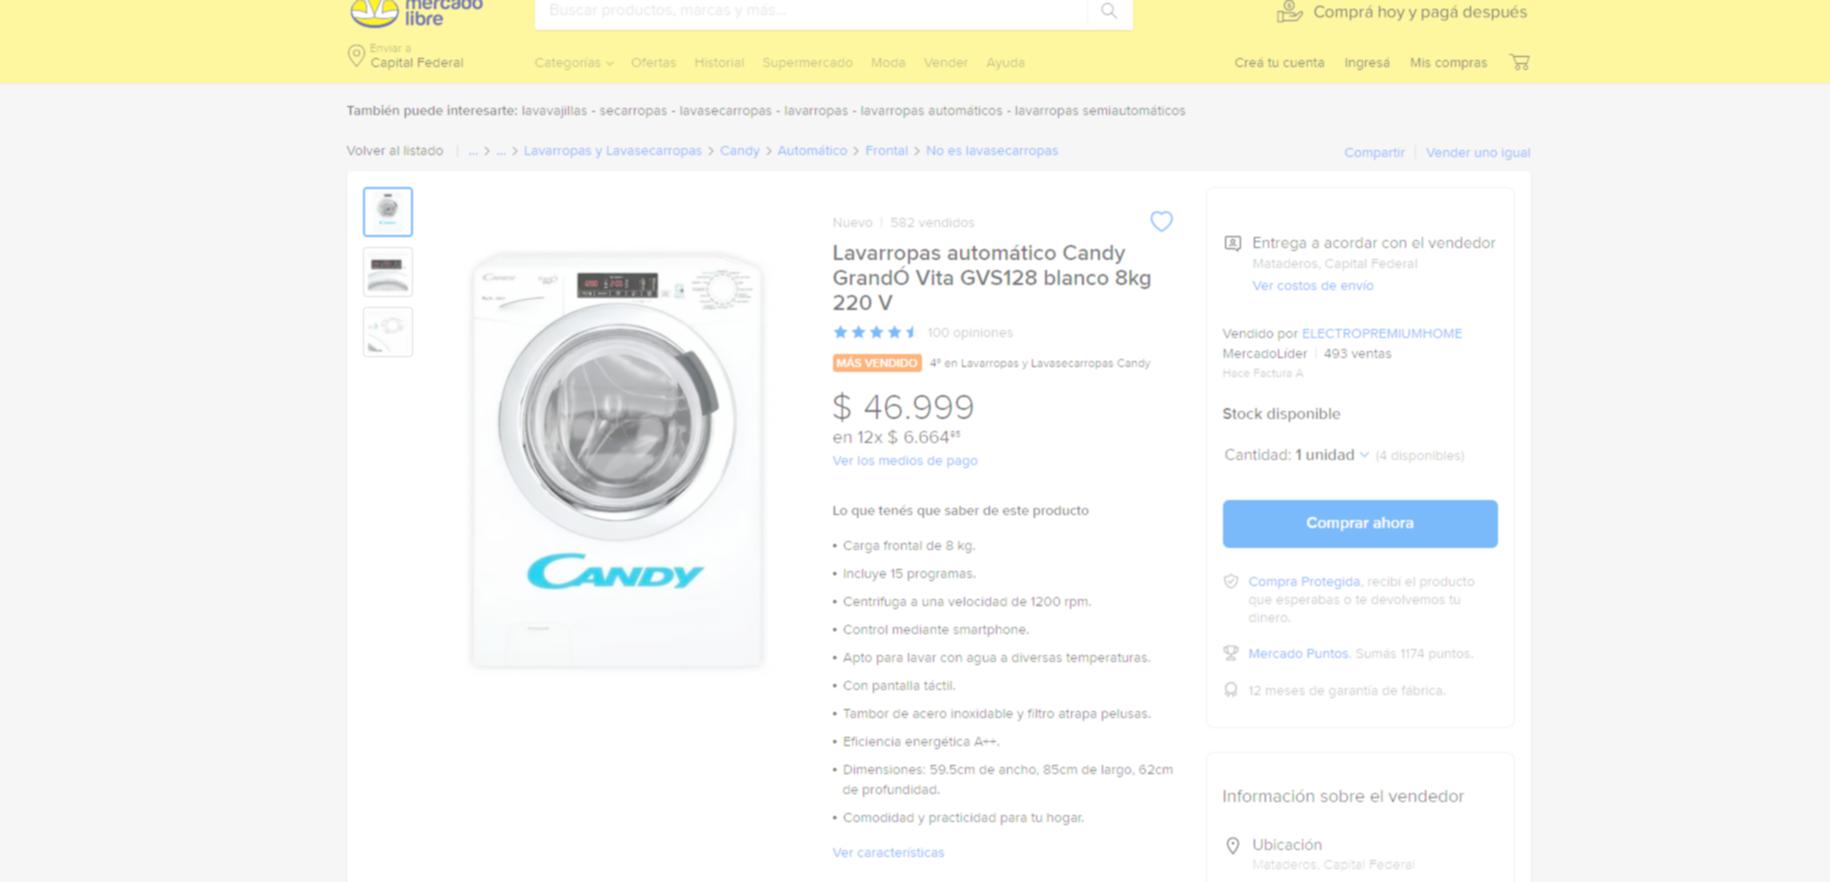 mercado
libre
Buscar productos, marcas y más...
Comprá hoy y pagá después
Enviar a
Capital Federal
Categorías Ofertas Historial Supermercado Moda Vender Ayuda
Creá tu cuenta Ingresá Mis compras
También puede interesarte: lavavajillas - secarropas - lavasecarropas - lavarropas - lavarropas automáticos - lavarropas semiautomáticos
Volver al listado | ... > ... > Lavarropas y Lavasecarropas > Candy > Automático > Frontal > No es lavasecarropas
Compartir | Vender uno igual
CANDY
CANDY
Nuevo | 582 vendidos
Lavarropas automático Candy
GrandÓ Vita GVS128 blanco 8kg
220 V
100 opiniones
MÁS VENDIDO 4º en Lavarropas y Lavasecarropas Candy
$ 46.999
en 12x $ 6.664⁸⁵
Ver los medios de pago
Lo que tenés que saber de este producto
• Carga frontal de 8 kg.
• Incluye 15 programas.
• Centrifuga a una velocidad de 1200 rpm.
• Control mediante smartphone.
• Apto para lavar con agua a diversas temperaturas.
• Con pantalla táctil.
• Tambor de acero inoxidable y filtro atrapa pelusas.
• Eficiencia energética A++.
• Dimensiones: 59.5cm de ancho, 85cm de largo, 62cm
de profundidad.
• Comodidad y practicidad para tu hogar.
Ver características
Entrega a acordar con el vendedor
Mataderos, Capital Federal
Ver costos de envío
Vendido por ELECTROPREMIUMHOME
MercadoLíder | 493 ventas
Hace Factura A
Stock disponible
Cantidad: 1 unidad (4 disponibles)
Comprar ahora
Compra Protegida, recibí el producto
que esperabas o te devolvemos tu
dinero.
Mercado Puntos. Sumás 1174 puntos.
12 meses de garantía de fábrica.
Información sobre el vendedor
Ubicación
Mataderos, Capital Federal